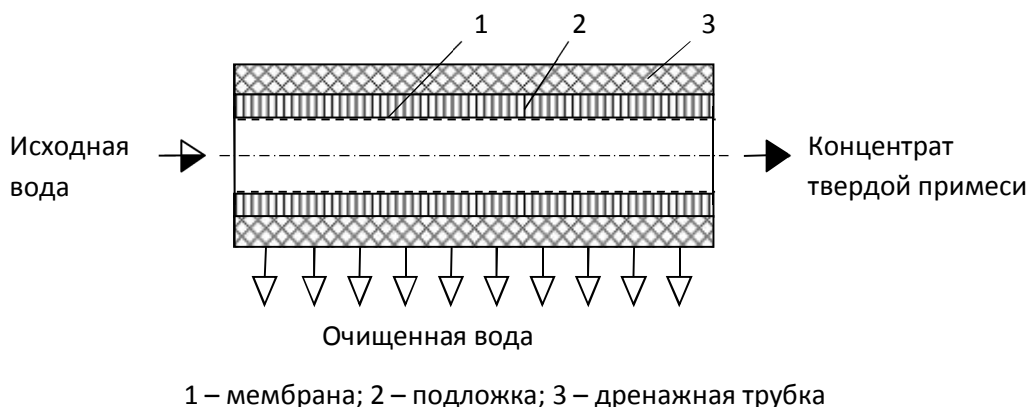 1 2 3
Исходная
вода
Концентрат
твердой примеси
Очищенная вода
1 – мембрана; 2 – подложка; 3 – дренажная трубка